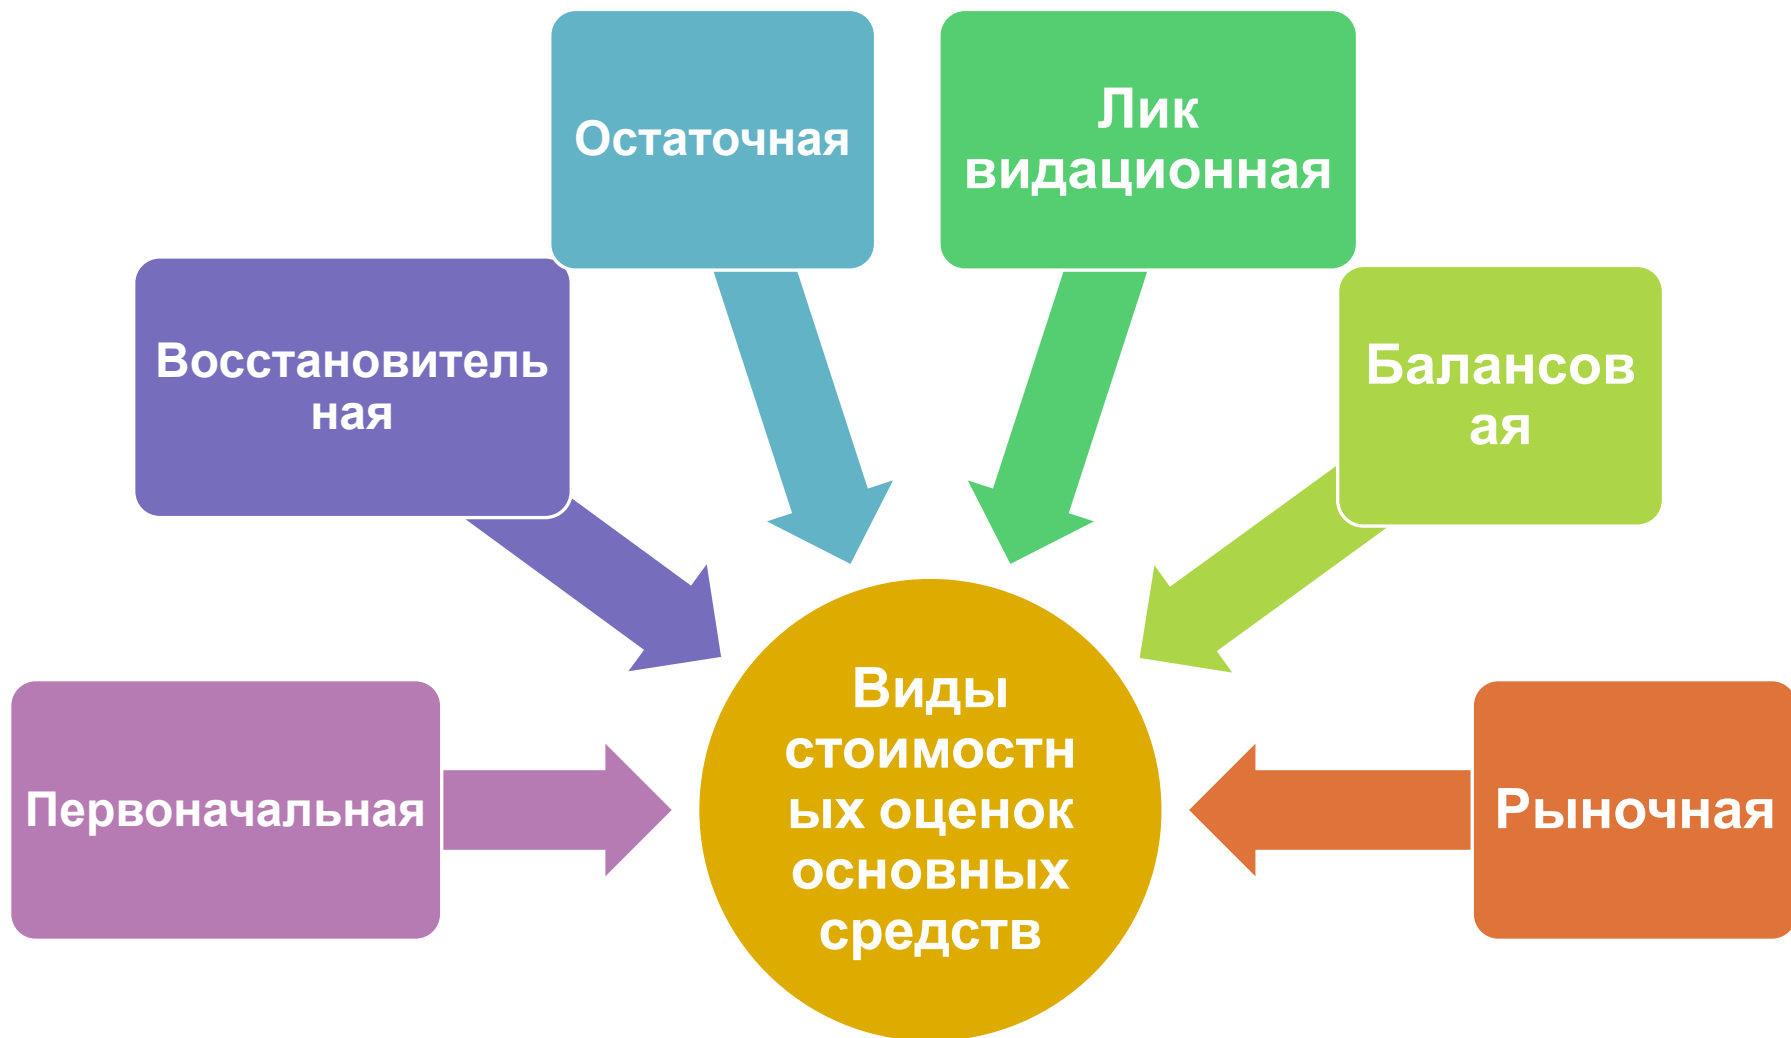 Остаточная
Лик
видационная
Восстановитель
ная
Балансов
ая
Первоначальная
Виды
стоимостн
ых оценок
основных
средств
Рыночная